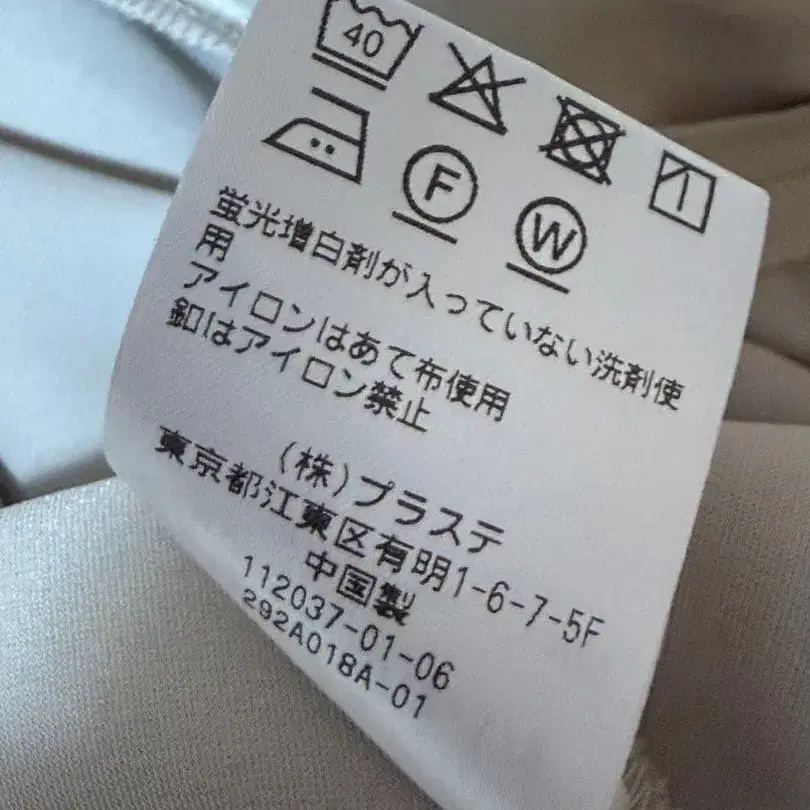 40
F
W
蛍光増白剤が入っていない洗剤使
用
アイロンはあて布使用
釦はアイロン禁止
(株)プラステ
東京都江東区有明1-6-7-5F
中国製
112037-01-06
292A018A-01